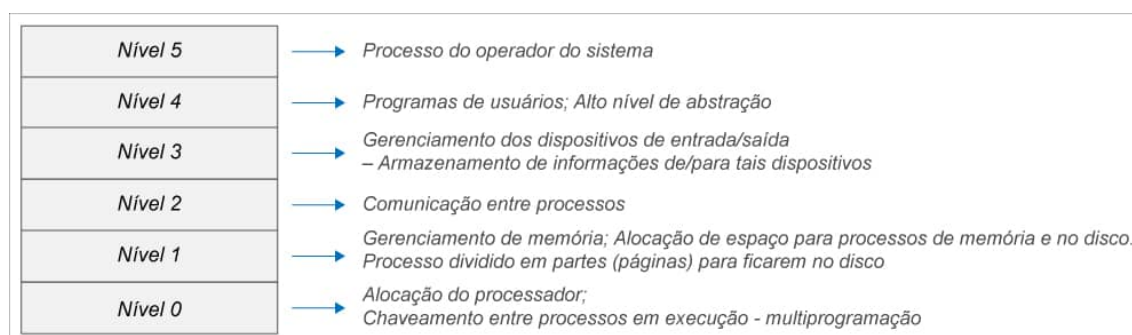 Nível 5
Processo do operador do sistema
Nível 4
Programas de usuários; Alto nível de abstração
Nível 3
Gerenciamento dos dispositivos de entrada/saída
– Armazenamento de informações de/para tais dispositivos
Nível 2
Comunicação entre processos
Nível 1
Gerenciamento de memória; Alocação de espaço para processos de memória e no disco.
Processo dividido em partes (páginas) para ficarem no disco
Nível 0
Alocação do processador;
Chaveamento entre processos em execução - multiprogramação